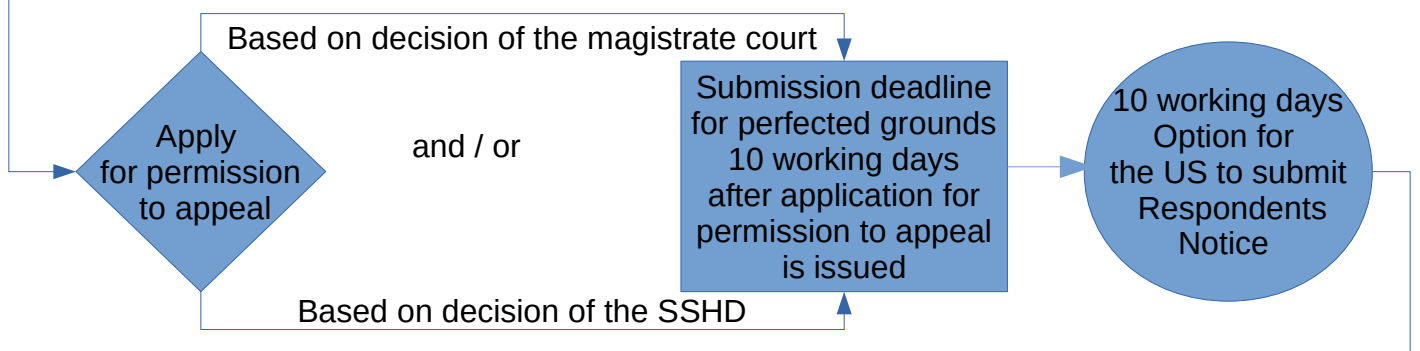 Based on decision of the magistrate court
Apply
for permission
to appeal
and / or
Based on decision of the SSHD
Submission deadline
for perfected grounds
10 working days
after application for
permission to appeal
is issued
10 working days
Option for
the US to submit
Respondents
Notice